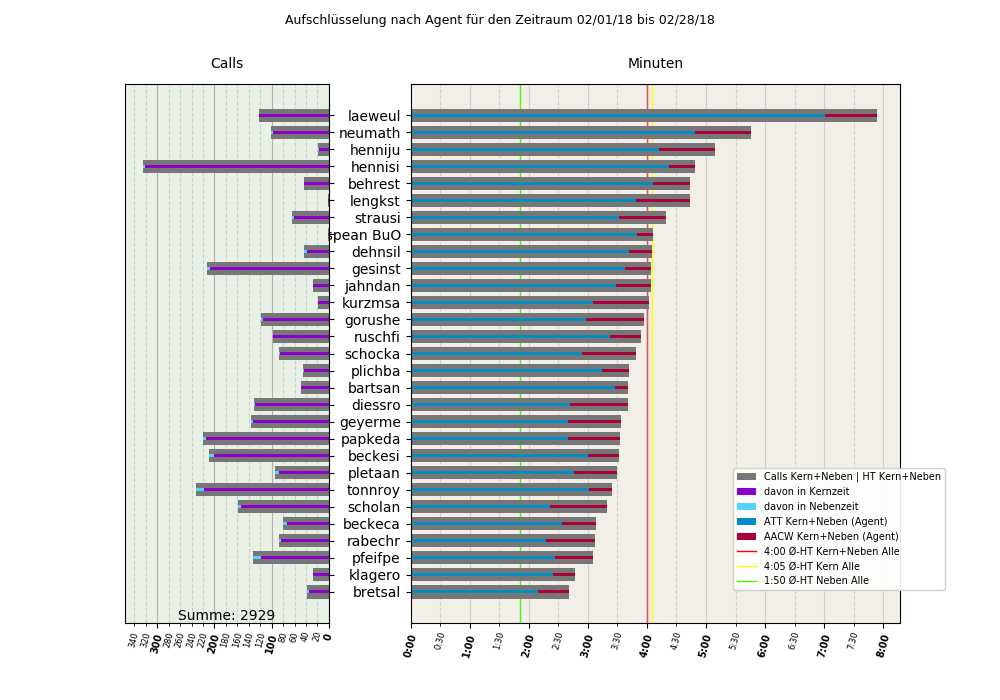 Aufschlüsselung nach Agent für den Zeitraum 02/01/18 bis 02/28/18
Calls
Minuten
laeweul
neumath
henniju
hennisi
behrest
lengkst
strausi
spean BuO
dehnsil
gesinst
jahndan
kurzmsa
gorushe
ruschfi
schocka
plichba
bartsan
diessro
geyerme
papkeda
beckesi
pletaan
tonnroy
scholan
beckeca
rabechr
pfeifpe
klagero
bretsal
Calls Kern+Neben | HT Kern+Neben
davon in Kernzeit
davon in Nebenzeit
ATT Kern+Neben (Agent)
AACW Kern+Neben (Agent)
4:00 Ø-HT Kern+Neben Alle
4:05 Ø-HT Kern Alle
1:50 Ø-HT Neben Alle
Summe: 2929
340 320 300 280 260 240 220 200 180 160 140 120 100 80 60 40 20 0
0:00 0:30 1:00 1:30 2:00 2:30 3:00 3:30 4:00 4:30 5:00 5:30 6:00 6:30 7:00 7:30 8:00